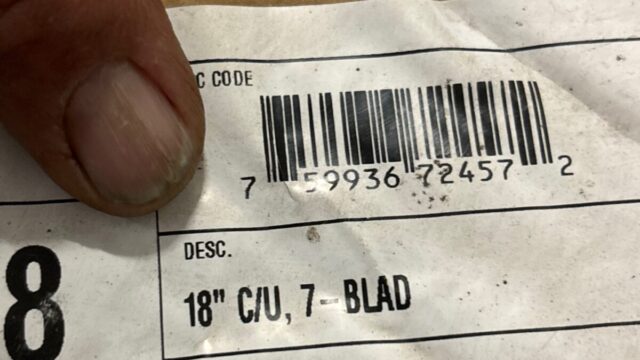 C CODE
7 59936 72457 2
DESC.
8
18" C/U, 7-BLAD